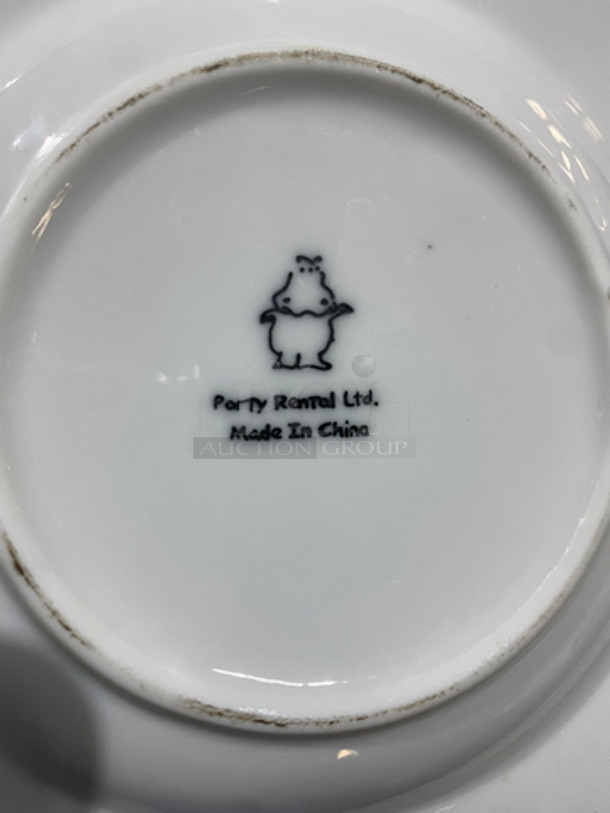 Party Rental Ltd.
Made In China
AUCTION GROUP